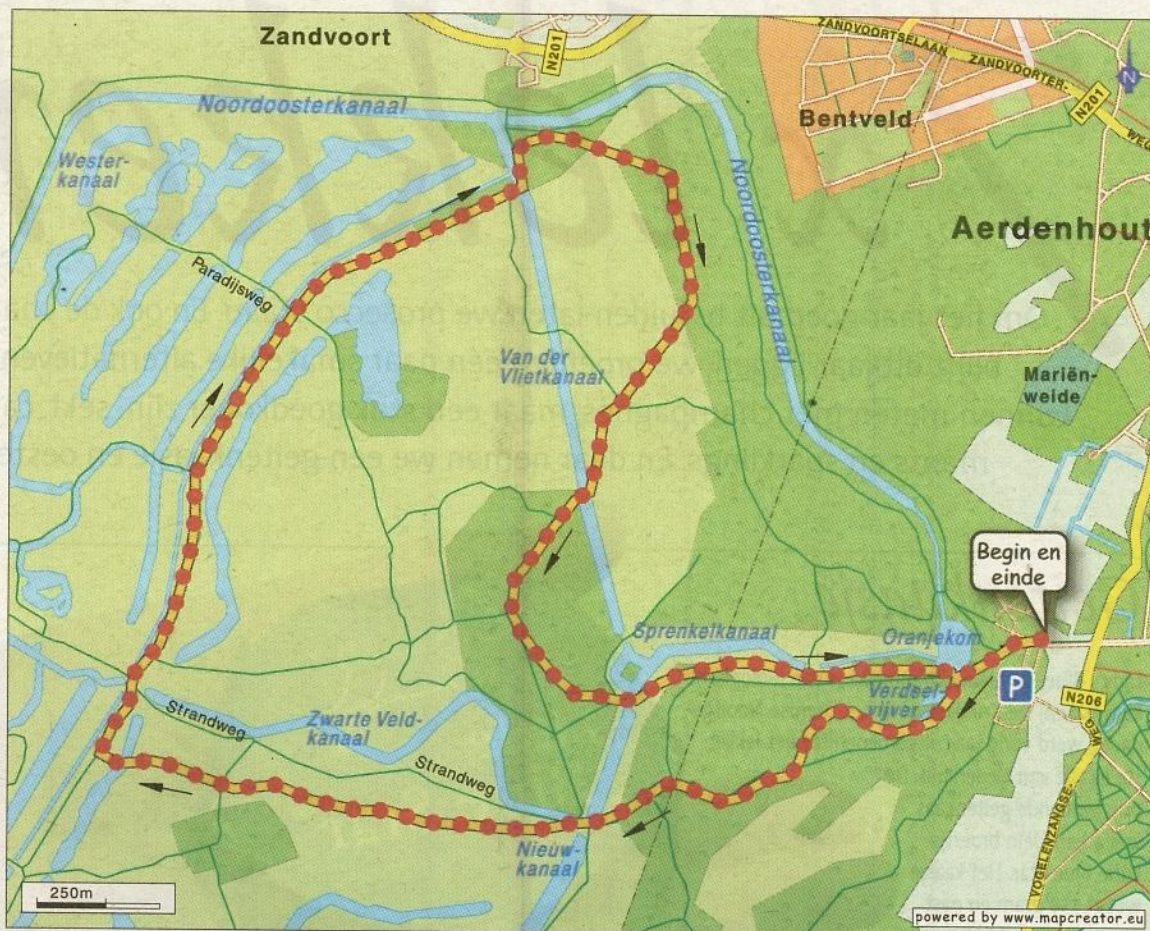 Zandvoort
N201
ZANDVOORTSELAAN
ZANDVOORTER-
N201
WEG
N
Bentveld
Noordoosterkanaal
Wester-
kanaal
Noordoosterkanaal
Aerdenhout
Paradijsweg
Van der
Vlietkanaal
Mariën-
weide
Begin en
einde
Sprenkelkanaal
Oranjekom
Verdeel-
vijver
P
N206
WEG
VOGELENZANGSE-
Strandweg
Zwarte Veld-
kanaal
Strandweg
Nieuw-
kanaal
250m
powered by www.mapcreator.eu